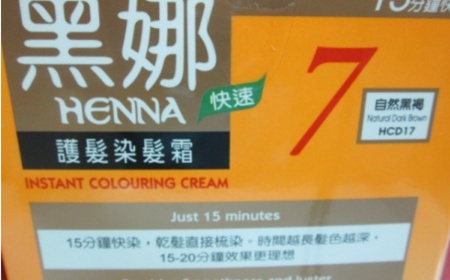 15分鐘快
黑娜
HENNA
快速
7
自然黑褐
Natural Dark Brown
HCD17
護髮染髮霜
INSTANT COLOURING CREAM
Just 15 minutes
15分鐘快染，乾髮直接梳染。時間越長髮色越深，
15-20分鐘效果更理想